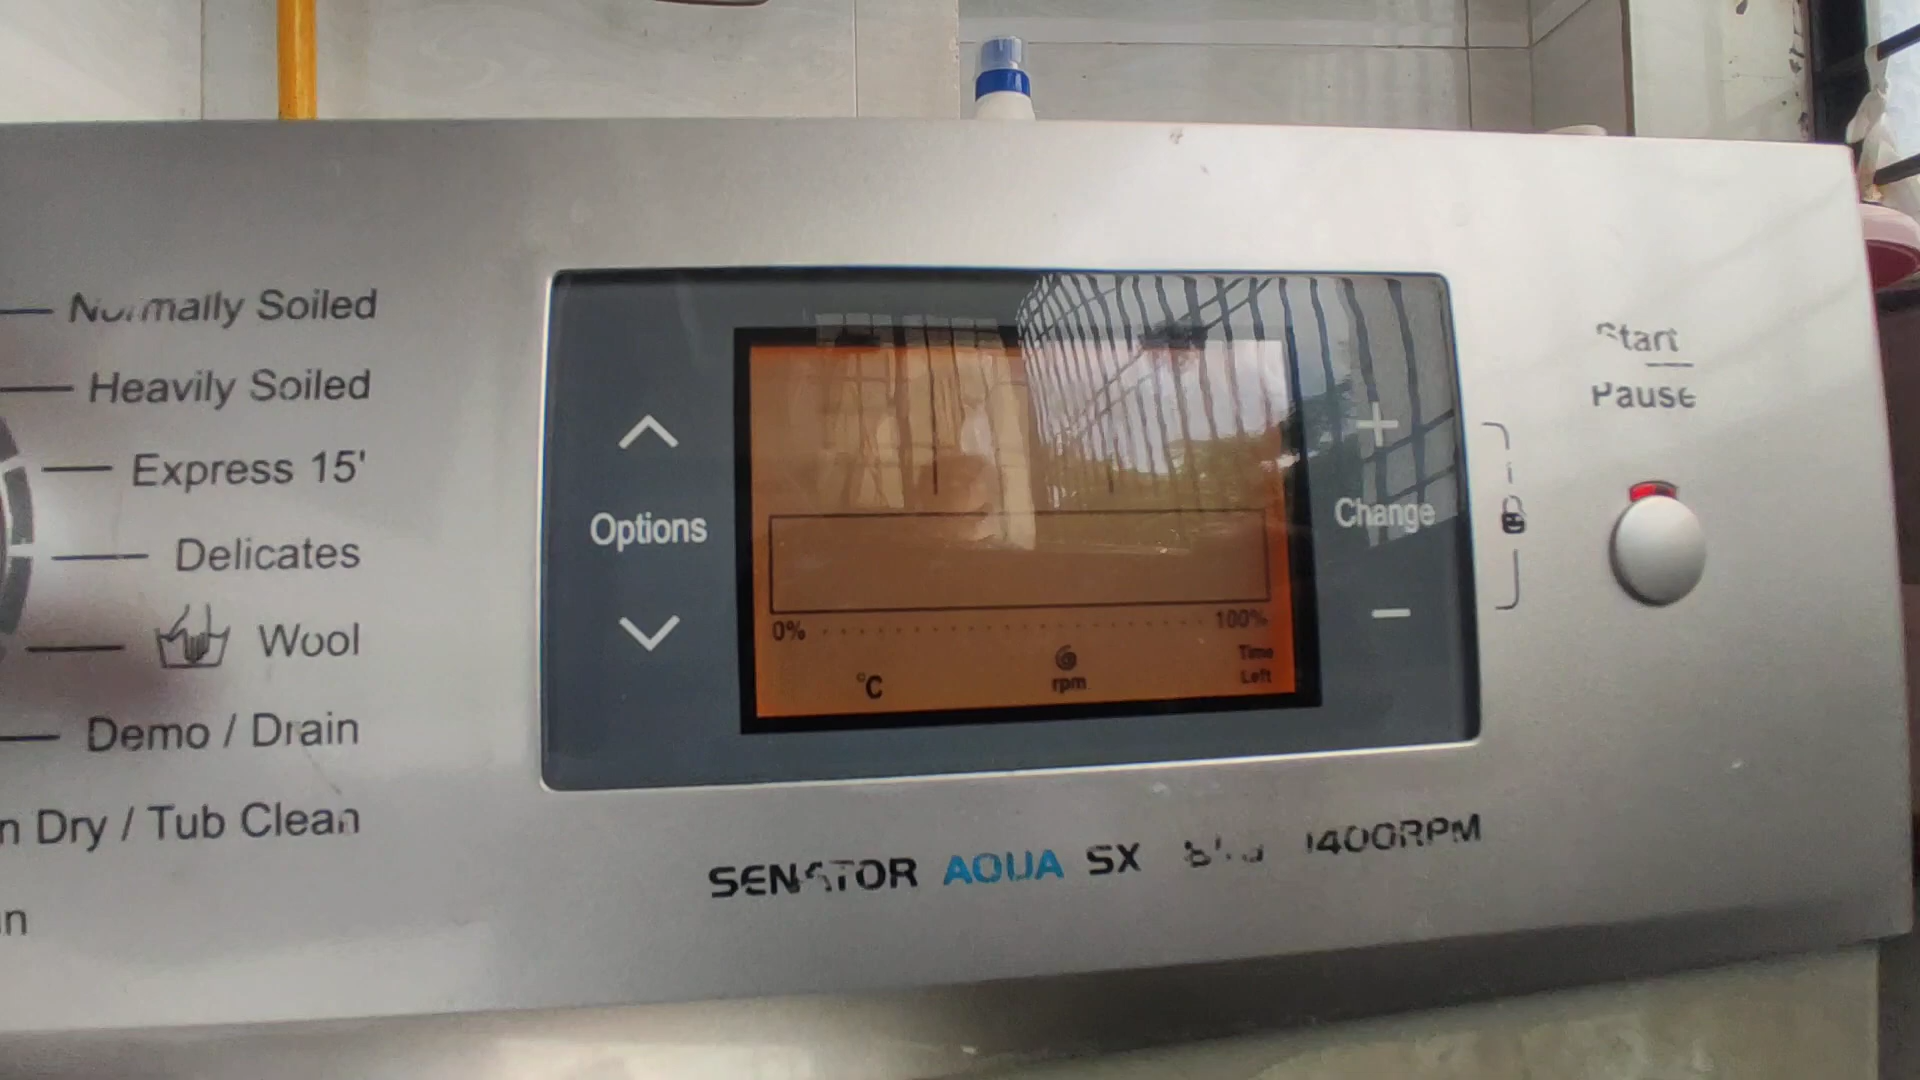 Normally Soiled
Heavily Soiled
Express 15'
Delicates
Wool
Demo / Drain
Dry / Tub Clean
Options
0%
100%
°C
rpm
Time
Left
+
Change
−
Start
Pause
SENATOR AQUA SX 1400RPM